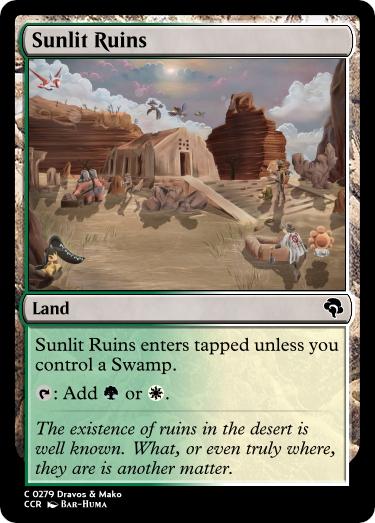 Sunlit Ruins
Land
Sunlit Ruins enters tapped unless you
control a Swamp.
: Add or .
The existence of ruins in the desert is
well known. What, or even truly where,
they are is another matter.
C 0279 Dravos & Mako
CCR Bar-Huma